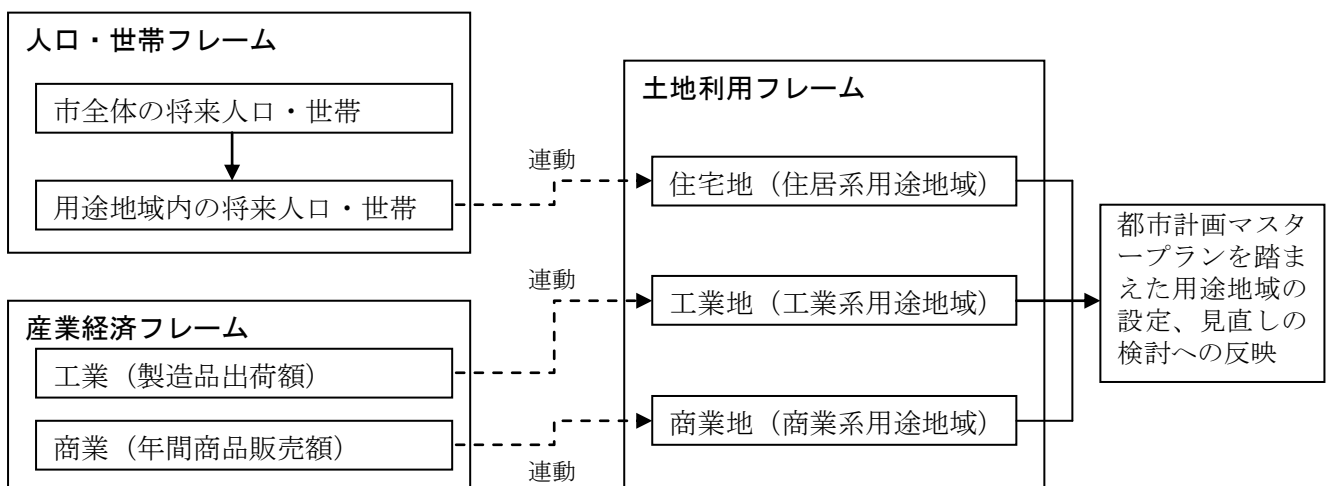 人口・世帯フレーム
市全体の将来人口・世帯
用途地域内の将来人口・世帯
産業経済フレーム
工業（製造品出荷額）
商業（年間商品販売額）
連動
連動
連動
土地利用フレーム
住宅地（住居系用途地域）
工業地（工業系用途地域）
商業地（商業系用途地域）
都市計画マスタ
ープランを踏ま
えた用途地域の
設定、見直しの
検討への反映